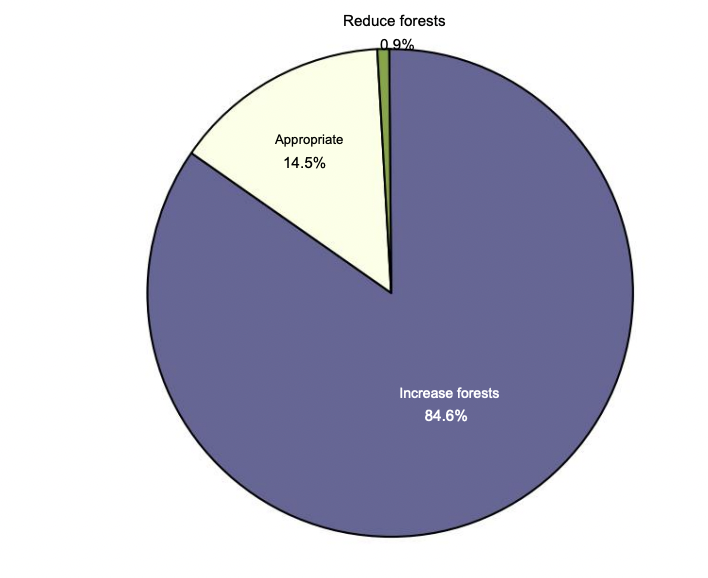 Reduce forests
0.9%
Appropriate
14.5%
Increase forests
84.6%